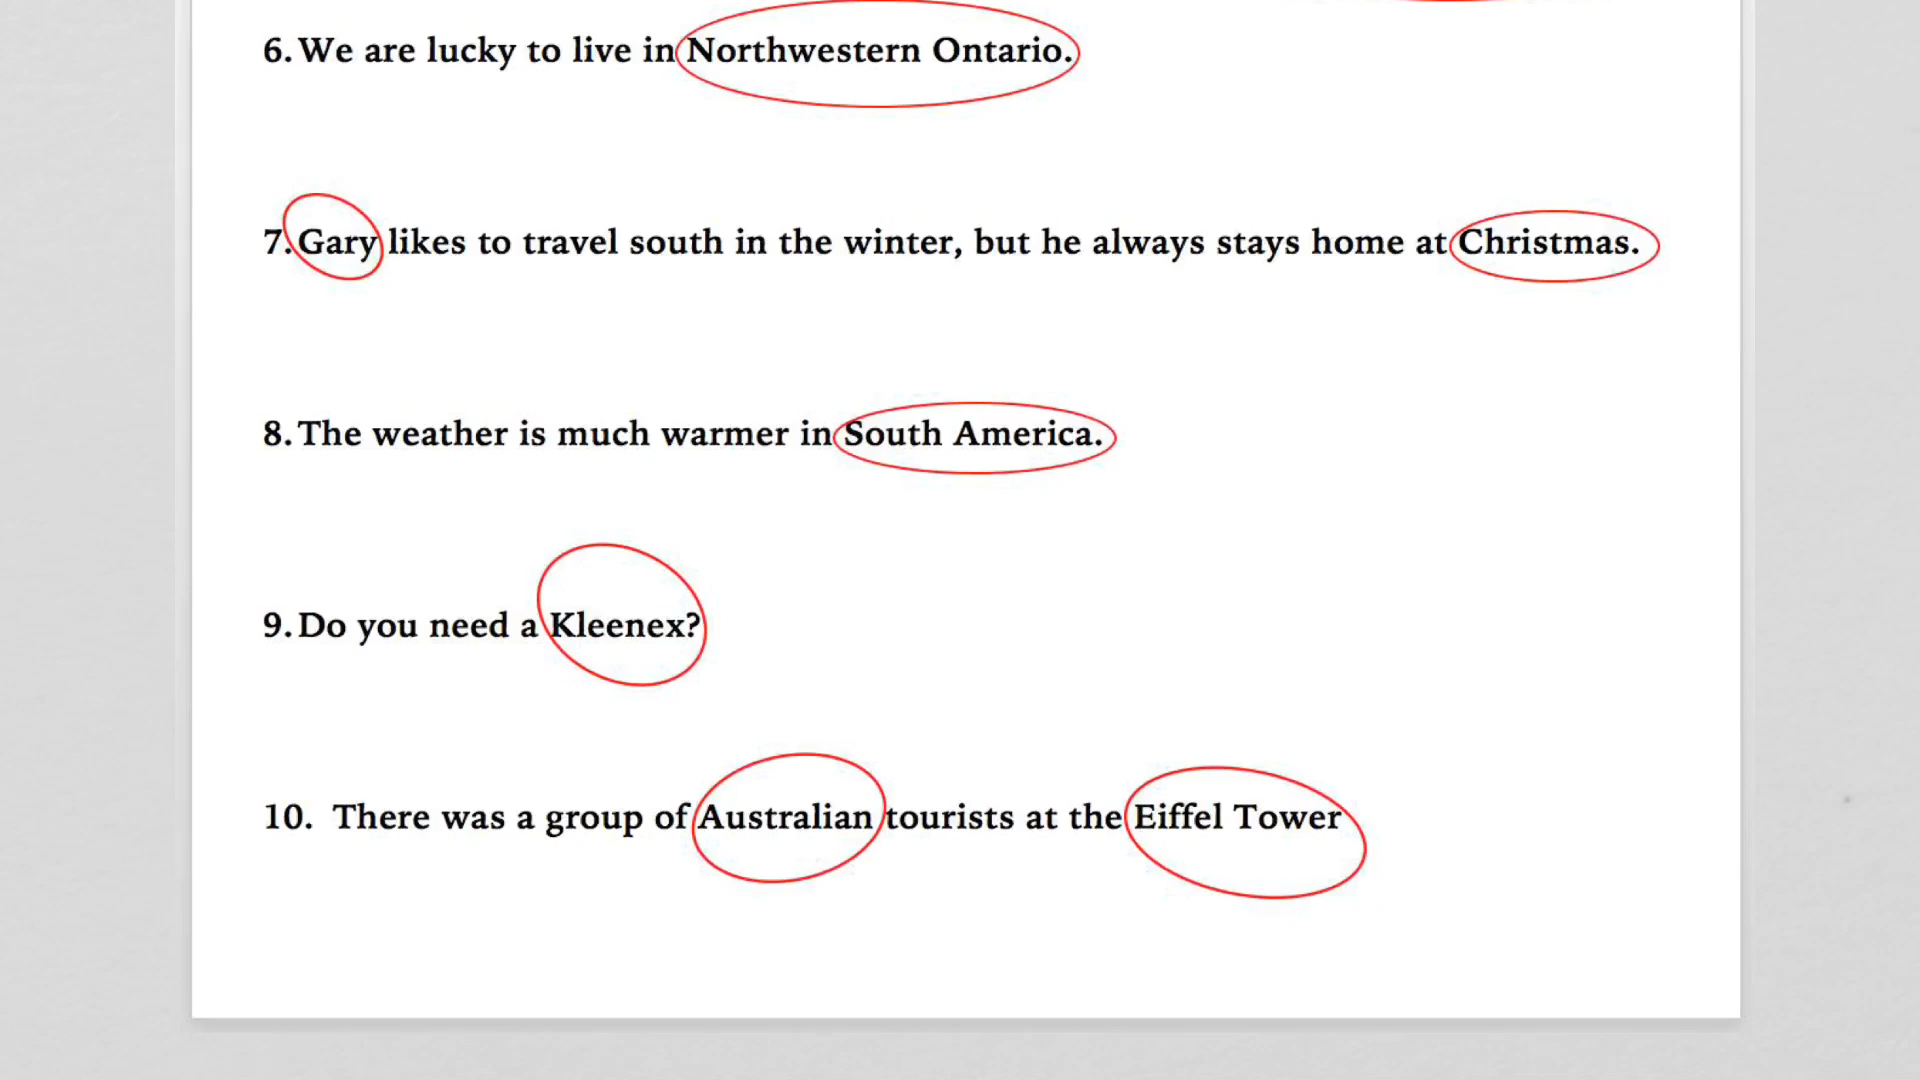 6. We are lucky to live in Northwestern Ontario.
7. Gary likes to travel south in the winter, but he always stays home at Christmas.
8. The weather is much warmer in South America.
9. Do you need a Kleenex?
10. There was a group of Australian tourists at the Eiffel Tower